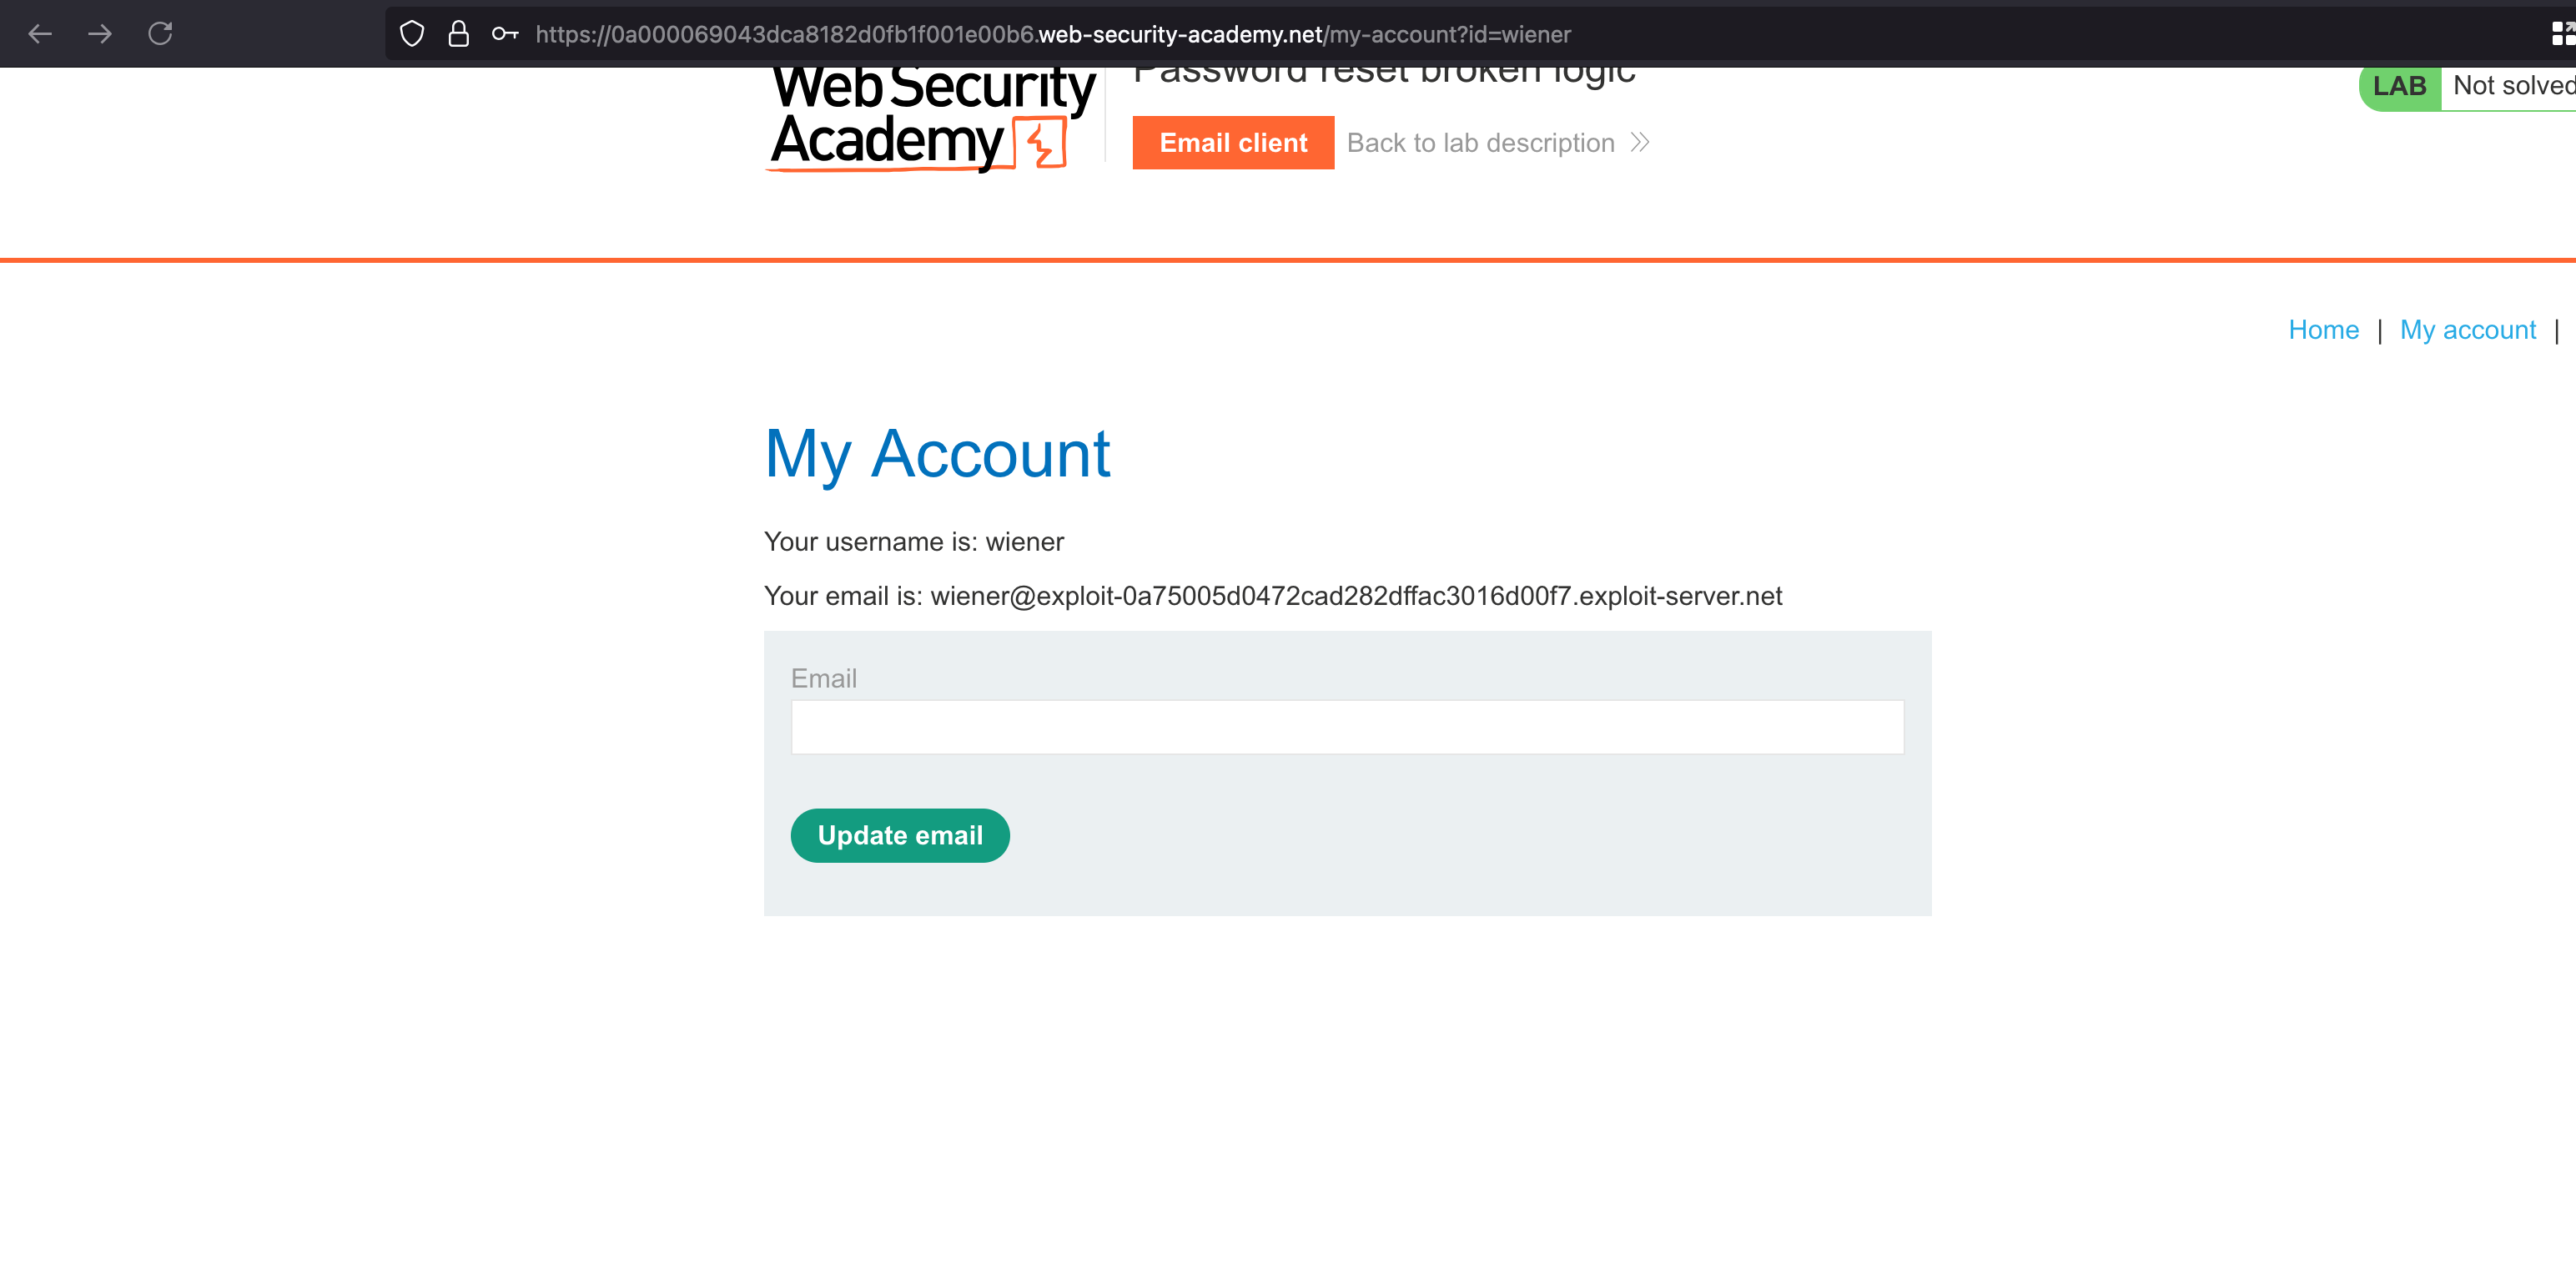 https://0a000069043dca8182d0fb1f001e00b6.web-security-academy.net/my-account?id=wiener
Web Security
Academy
Password reset broken logic
LAB Not solved
Email client Back to lab description
Home | My account |
My Account
Your username is: wiener
Your email is: wiener@exploit-0a75005d0472cad282dffac3016d00f7.exploit-server.net
Email
Update email